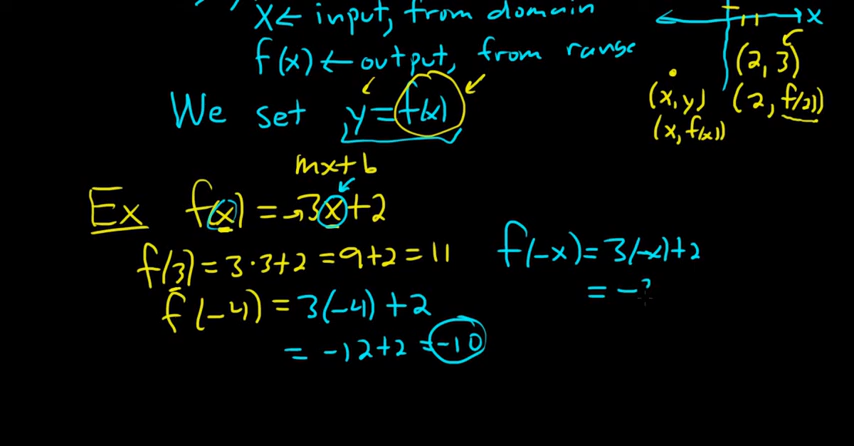 x ← input, from domain
f(x) ← output, from range
x
(2, 3)
(x, y) (2, f(2))
(x, f(x))
We set y = f(x)
mx + b
Ex f(x) = 3x + 2
f(3) = 3 · 3 + 2 = 9 + 2 = 11
f(-4) = 3(-4) + 2
= -12 + 2 = -10
f(-x) = 3(-x) + 2
= -